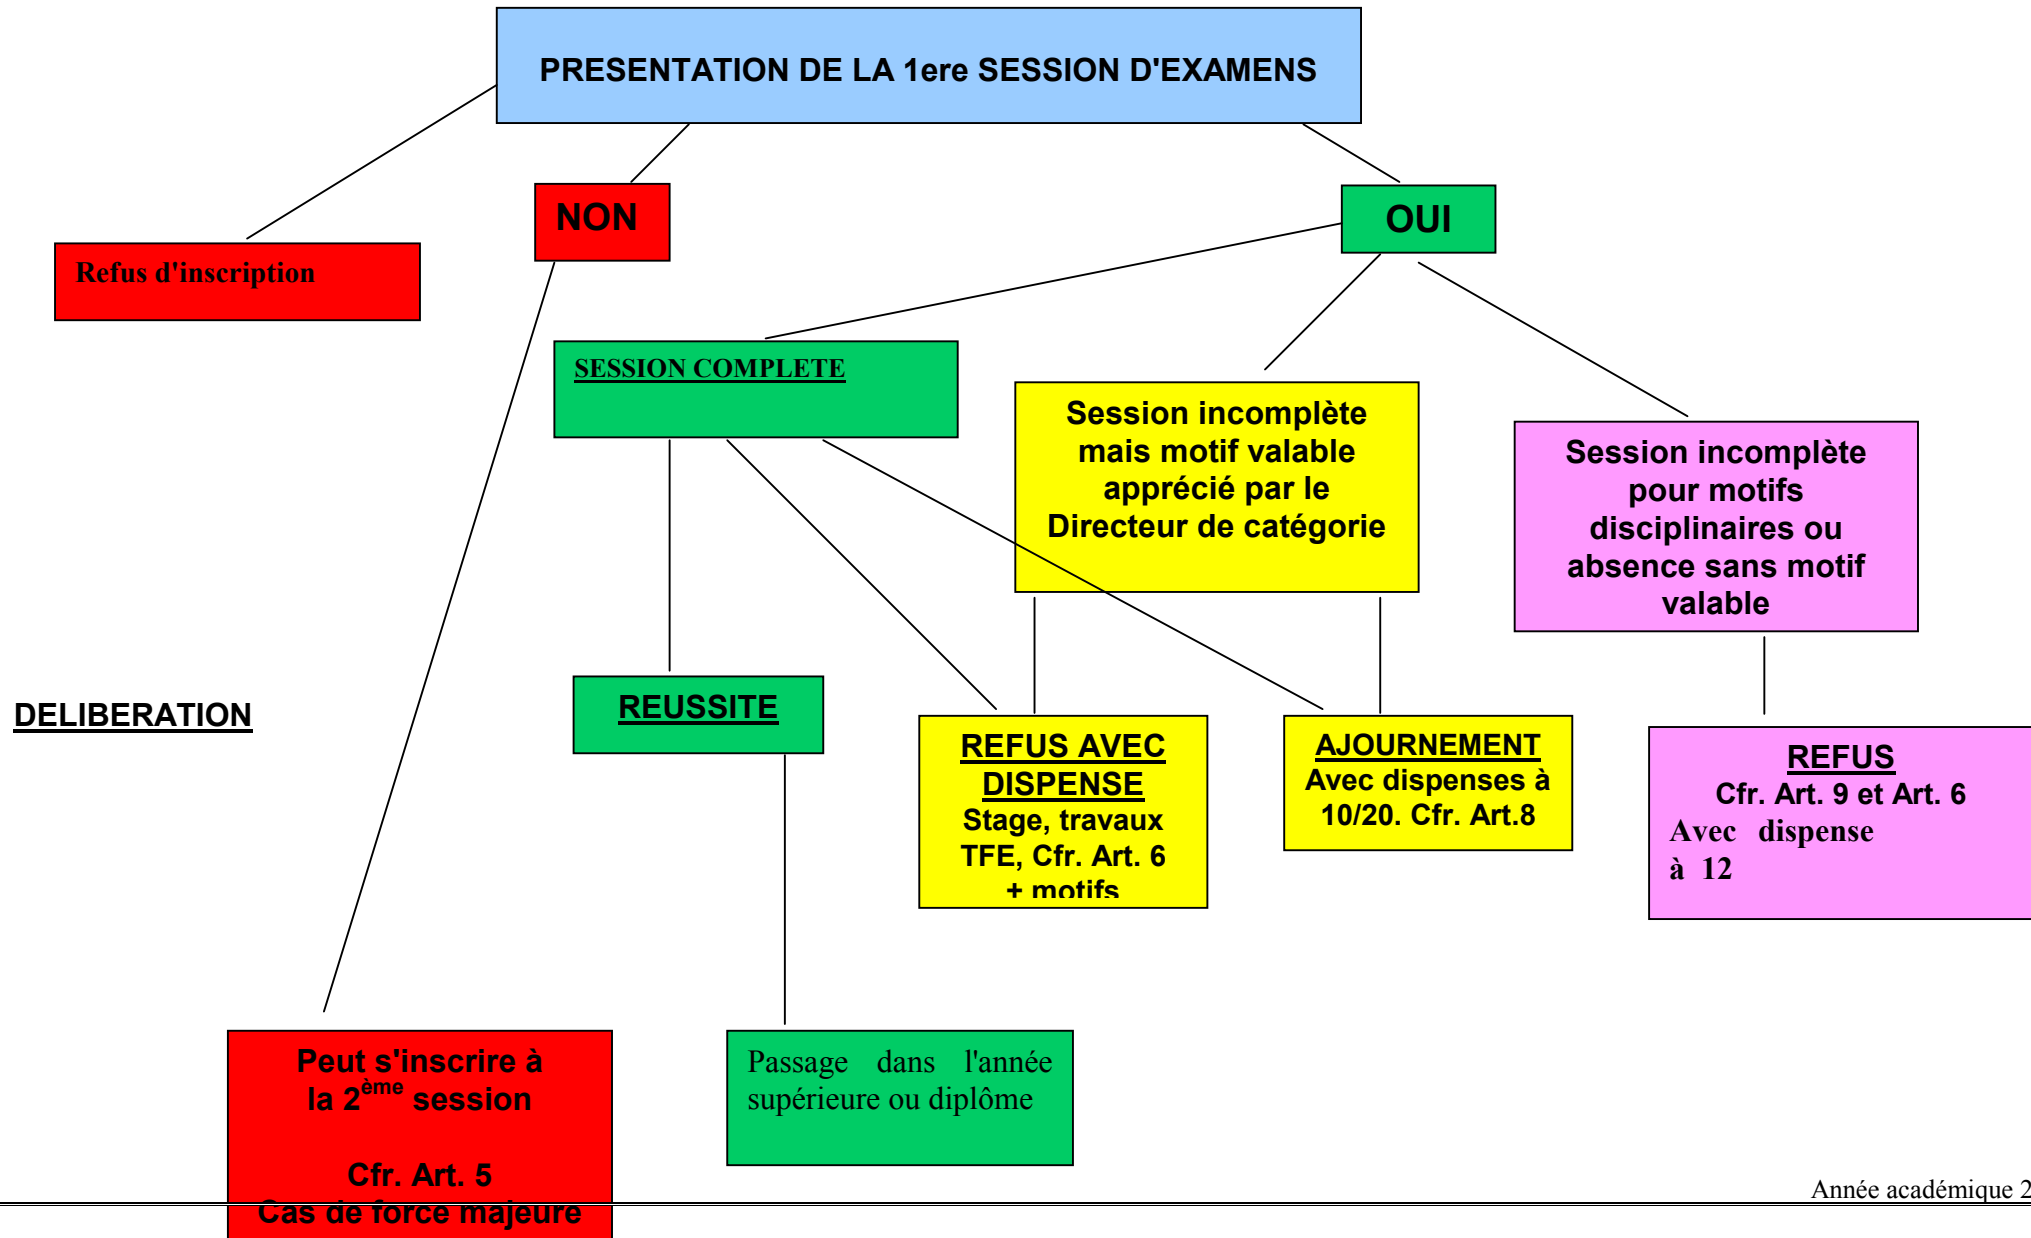 PRESENTATION DE LA 1ere SESSION D'EXAMENS
NON
OUI
Refus d'inscription
SESSION COMPLETE
Session incomplète
mais motif valable
apprécié par le
Directeur de catégorie
Session incomplète
pour motifs
disciplinaires ou
absence sans motif
valable
DELIBERATION
REUSSITE
REFUS AVEC
DISPENSE
Stage, travaux
TFE, Cfr. Art. 6
+ motifs
AJOURNEMENT
Avec dispenses à
10/20. Cfr. Art.8
REFUS
Cfr. Art. 9 et Art. 6
Avec dispense
à 12
Peut s'inscrire à
la 2ème session
Cfr. Art. 5
Cas de force majeure
Passage dans l'année
supérieure ou diplôme
Année académique 2